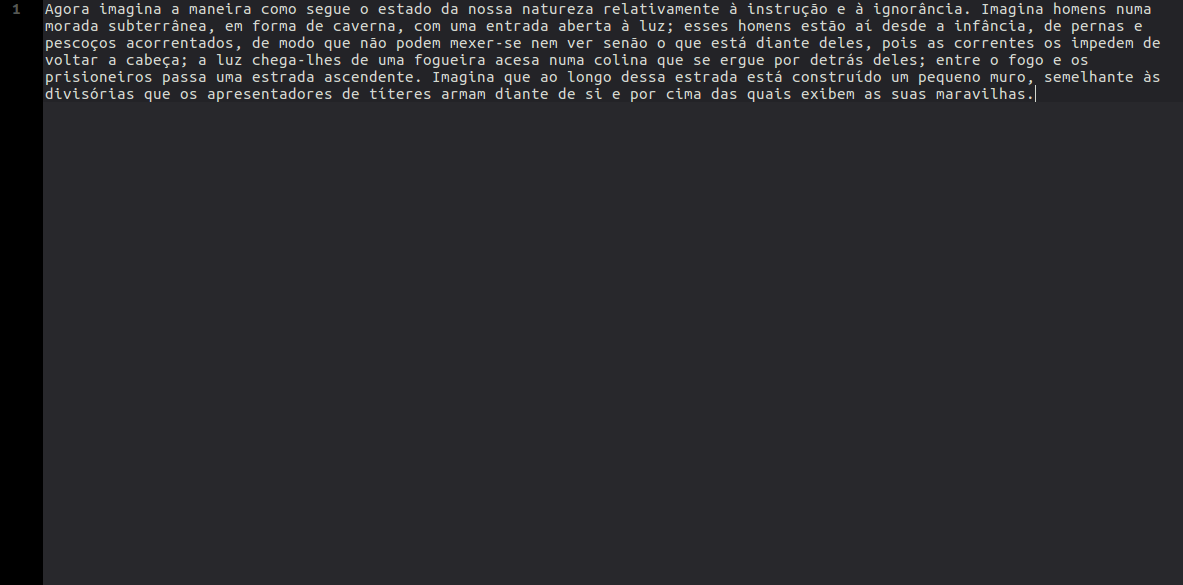 1 Agora imagina a maneira como segue o estado da nossa natureza relativamente à instrução e à ignorância. Imagina homens numa
morada subterrânea, em forma de caverna, com uma entrada aberta à luz; esses homens estão aí desde a infância, de pernas e
pescoços acorrentados, de modo que não podem mexer-se nem ver senão o que está diante deles, pois as correntes os impedem de
voltar a cabeça; a luz chega-lhes de uma fogueira acesa numa colina que se ergue por detrás deles; entre o fogo e os
prisioneiros passa uma estrada ascendente. Imagina que ao longo dessa estrada está construído um pequeno muro, semelhante às
divisórias que os apresentadores de títeres armam diante de si e por cima das quais exibem as suas maravilhas.